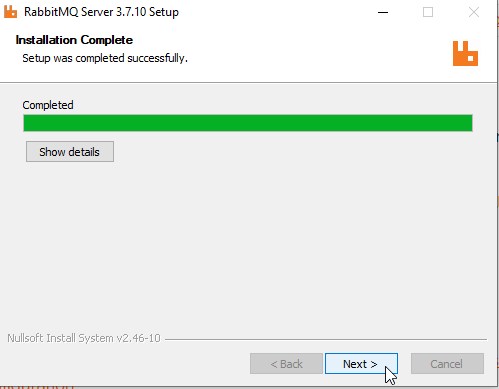 RabbitMQ Server 3.7.10 Setup
Installation Complete
Setup was completed successfully.
Completed
Show details
Nullsoft Install System v2.46-10
< Back
Next >
Cancel